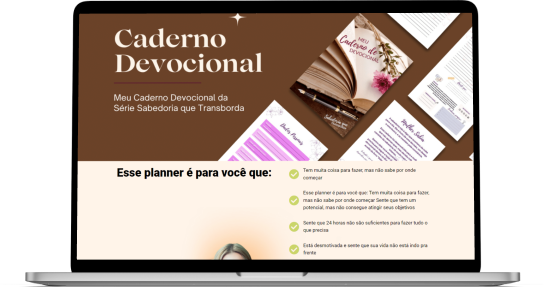 Caderno
Devocional
Meu Caderno Devocional da
Série Sabedoria que Transborda
MEU
Caderno de
DEVOCIONAL
Sabedoria que
Mulher Sábia
Esse planner é para você que:
Tem muita coisa para fazer, mas não sabe por onde
começar
Esse planner é para você que: Tem muita coisa para fazer,
mas não sabe por onde começar Sente que tem um
potencial, mas não consegue atingir seus objetivos
Sente que 24 horas não são suficientes para fazer tudo o
que precisa
Está desmotivada e sente que sua vida não está indo pra
frente